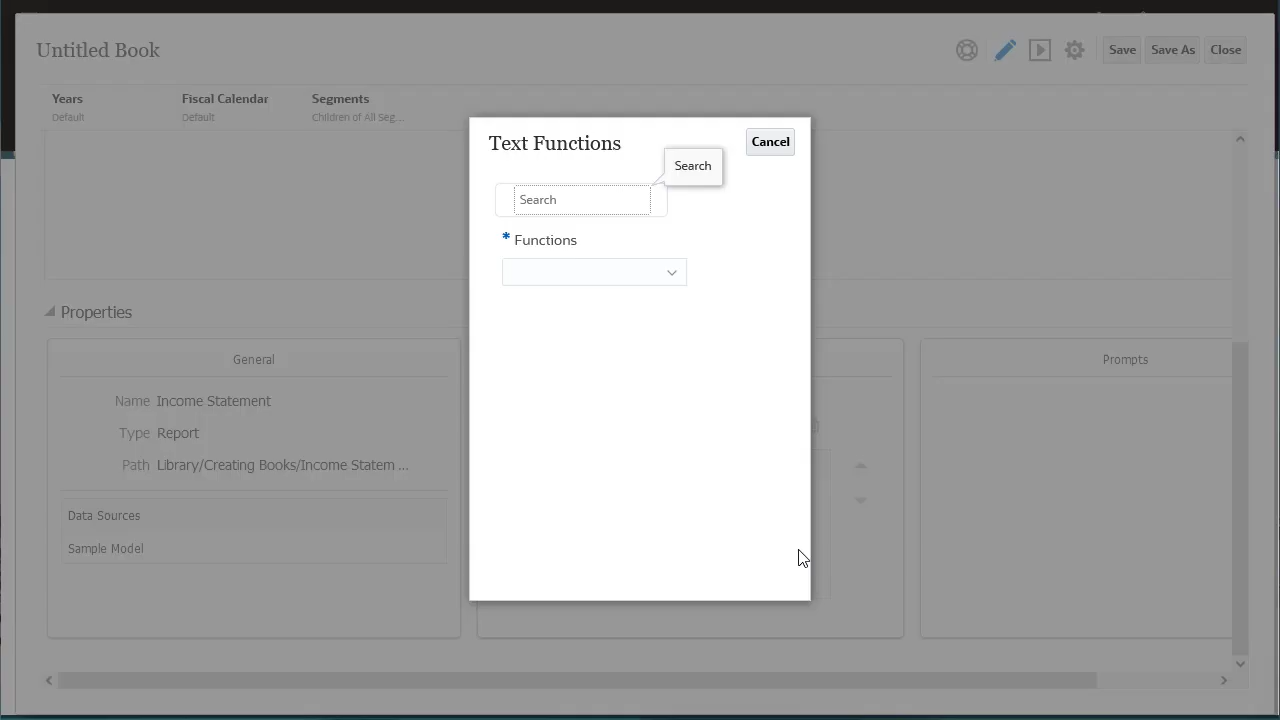 Untitled Book
Save
Save As
Close
Years
Fiscal Calendar
Segments
Default
Default
Children of All Seg...
Text Functions
Cancel
Search
Search
* Functions
Properties
General
Prompts
Name Income Statement
Type Report
Path Library/Creating Books/Income Statem ...
Data Sources
Sample Model